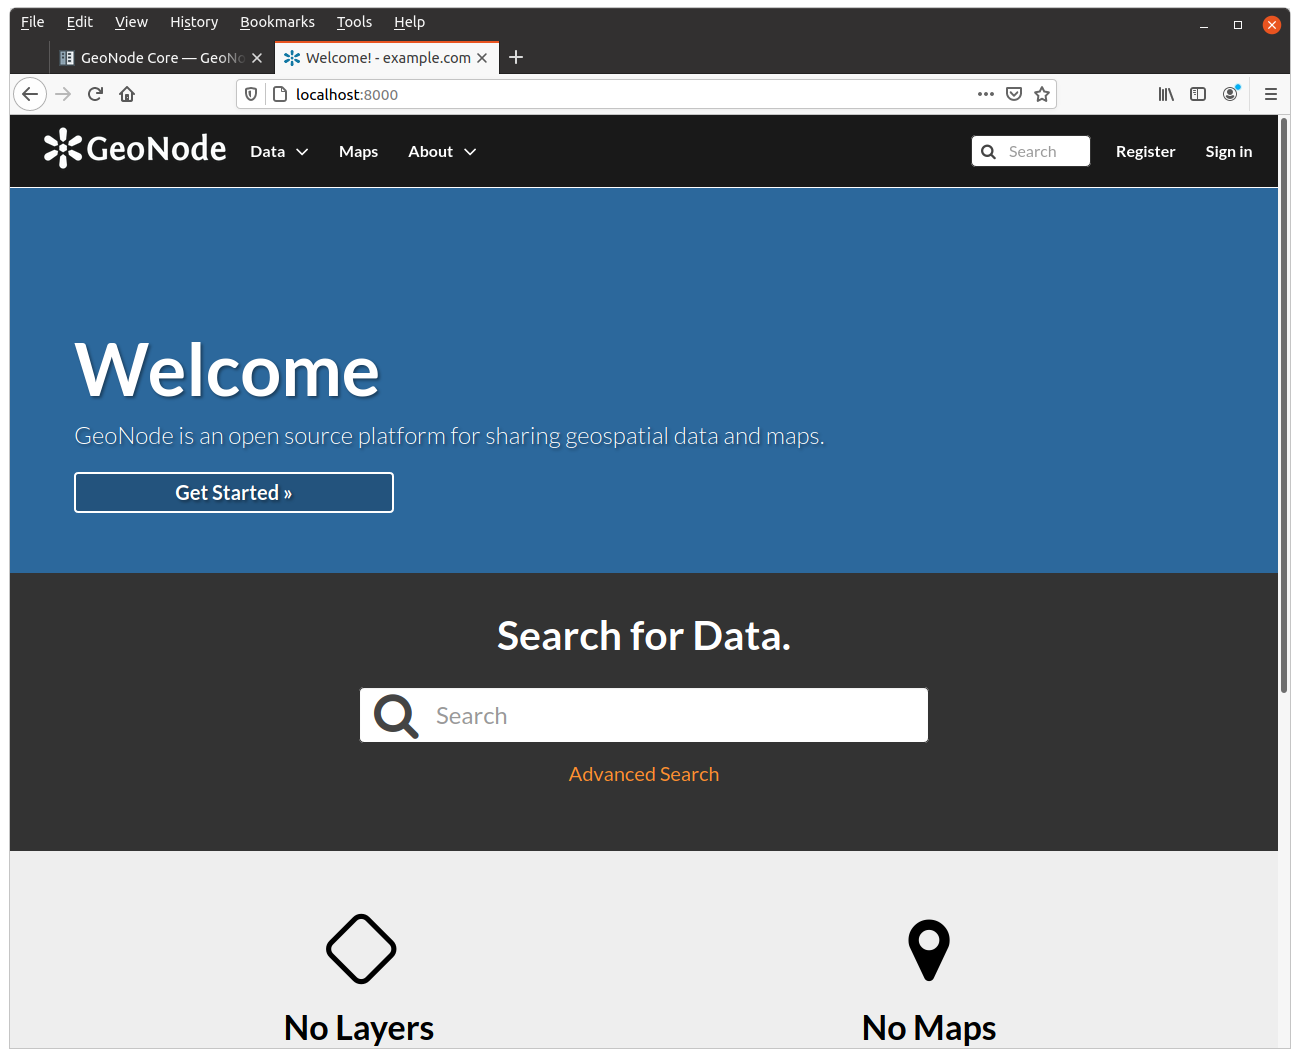 File Edit View History Bookmarks Tools Help
GeoNode Core — GeoNo
Welcome! - example.com
localhost:8000
GeoNode Data Maps About Search Register Sign in
Welcome
GeoNode is an open source platform for sharing geospatial data and maps.
Get Started »
Search for Data.
Search
Advanced Search
No Layers No Maps